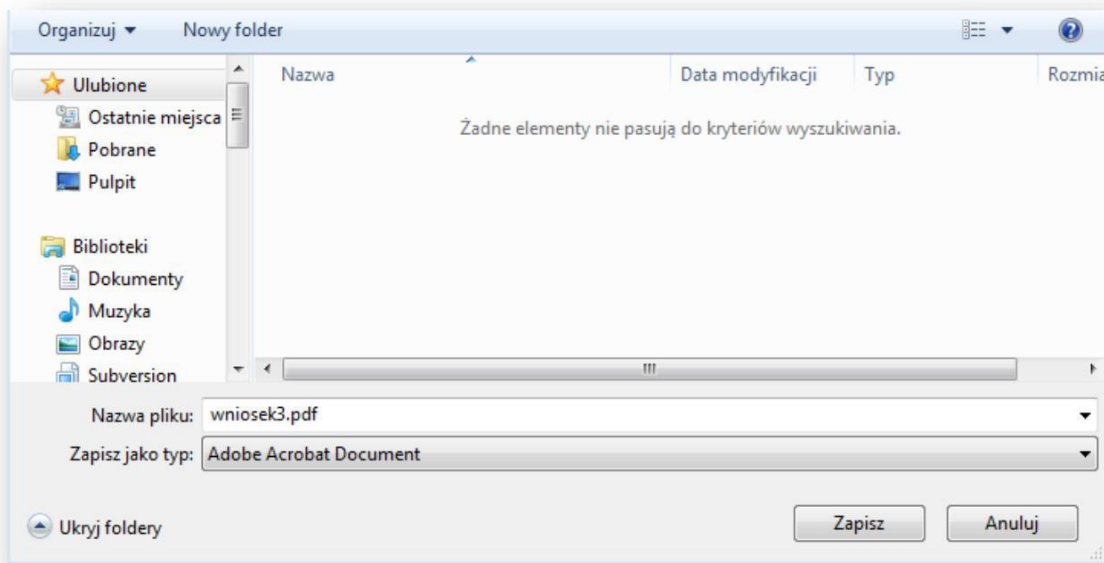 Organizuj Nowy folder
Nazwa Data modyfikacji Typ Rozmia
Żadne elementy nie pasują do kryteriów wyszukiwania.
Ulubione
Ostatnie miejsca
Pobrane
Pulpit
Biblioteki
Dokumenty
Muzyka
Obrazy
Subversion
Nazwa pliku: wniosek3.pdf
Zapisz jako typ: Adobe Acrobat Document
Ukryj foldery Zapisz Anuluj